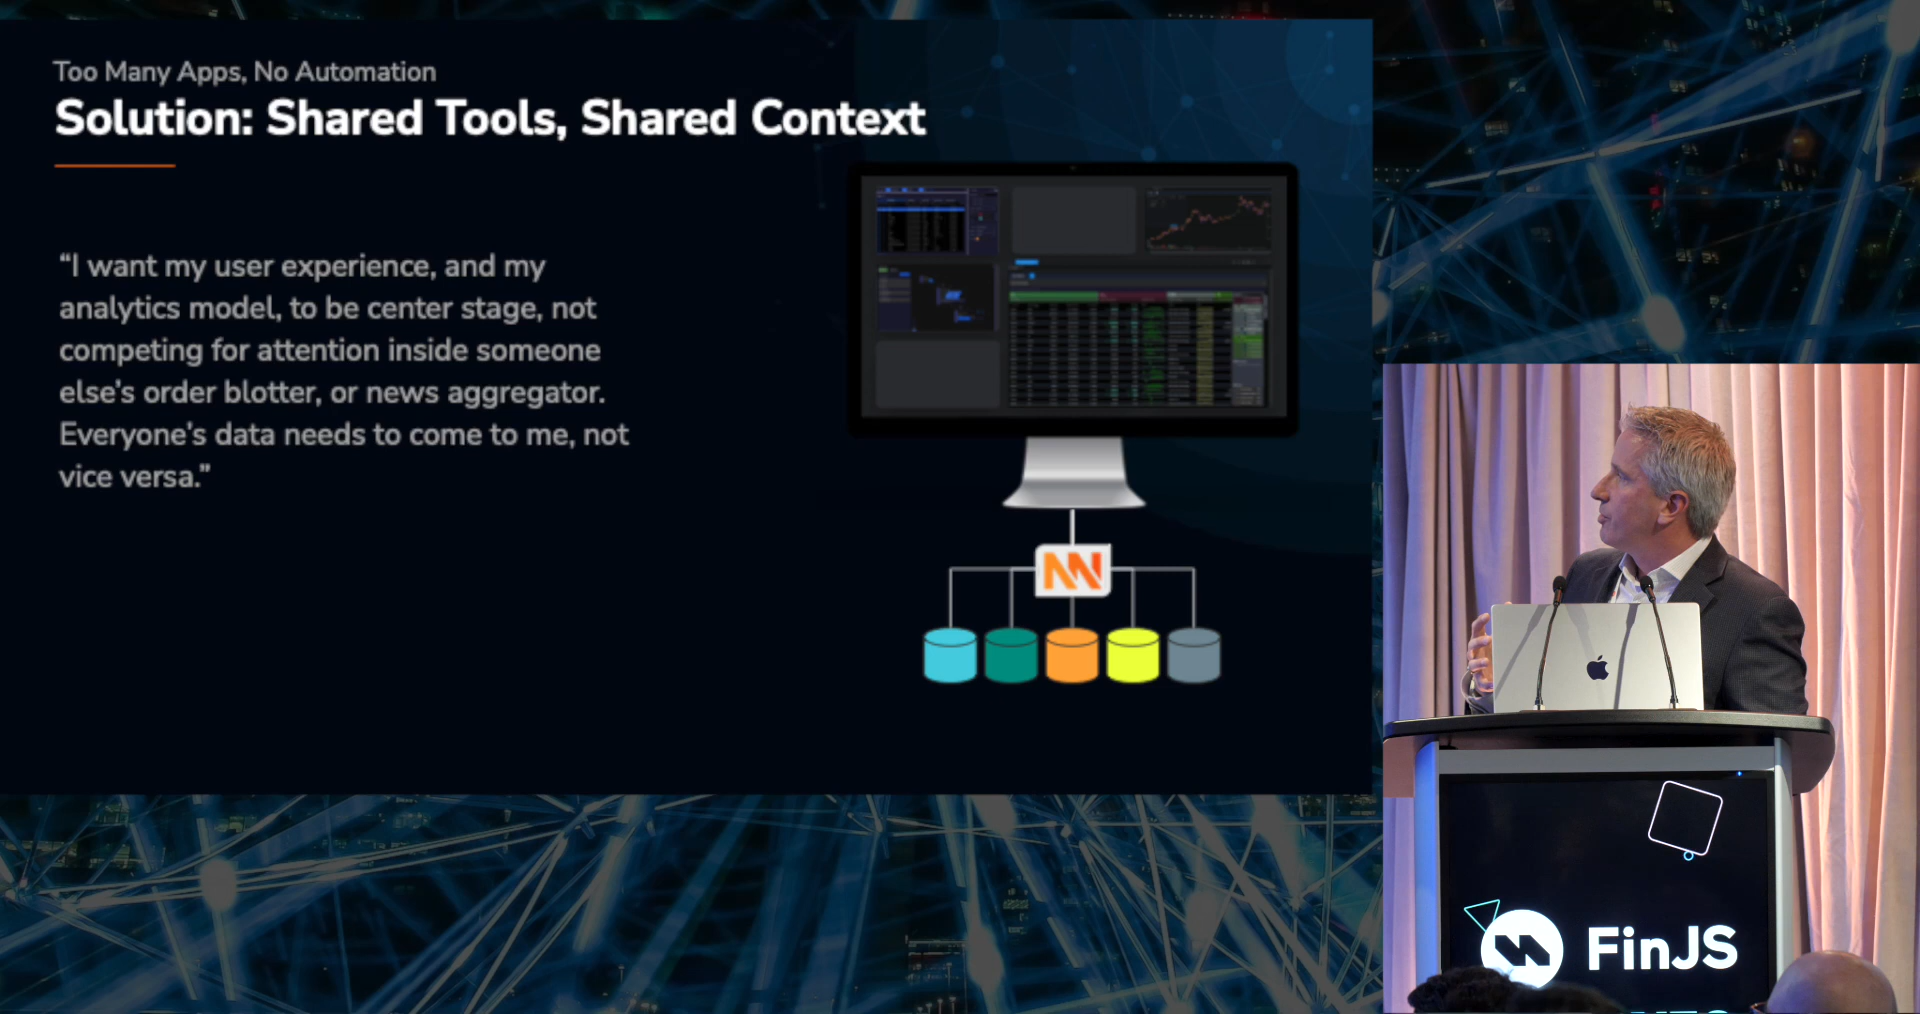 Too Many Apps, No Automation
Solution: Shared Tools, Shared Context
“I want my user experience, and my
analytics model, to be center stage, not
competing for attention inside someone
else's order blotter, or news aggregator.
Everyone's data needs to come to me, not
vice versa.”
FinJS